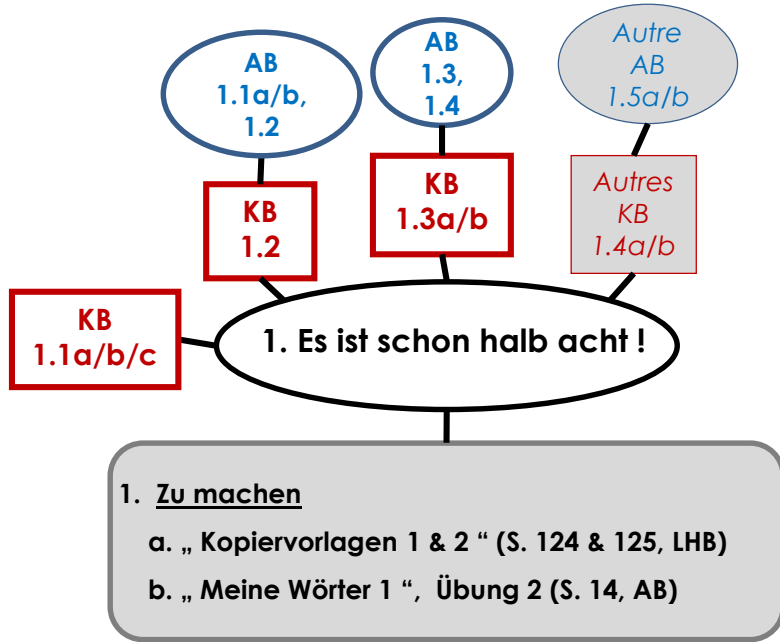 AB
1.1a/b,
1.2
AB
1.3,
1.4
Autre
AB
1.5a/b
KB
1.2
KB
1.3a/b
Autres
KB
1.4a/b
KB
1.1a/b/c
1. Es ist schon halb acht !
1. Zu machen
a. „ Kopiervorlagen 1 & 2 “ (S. 124 & 125, LHB)
b. „ Meine Wörter 1 “, Übung 2 (S. 14, AB)